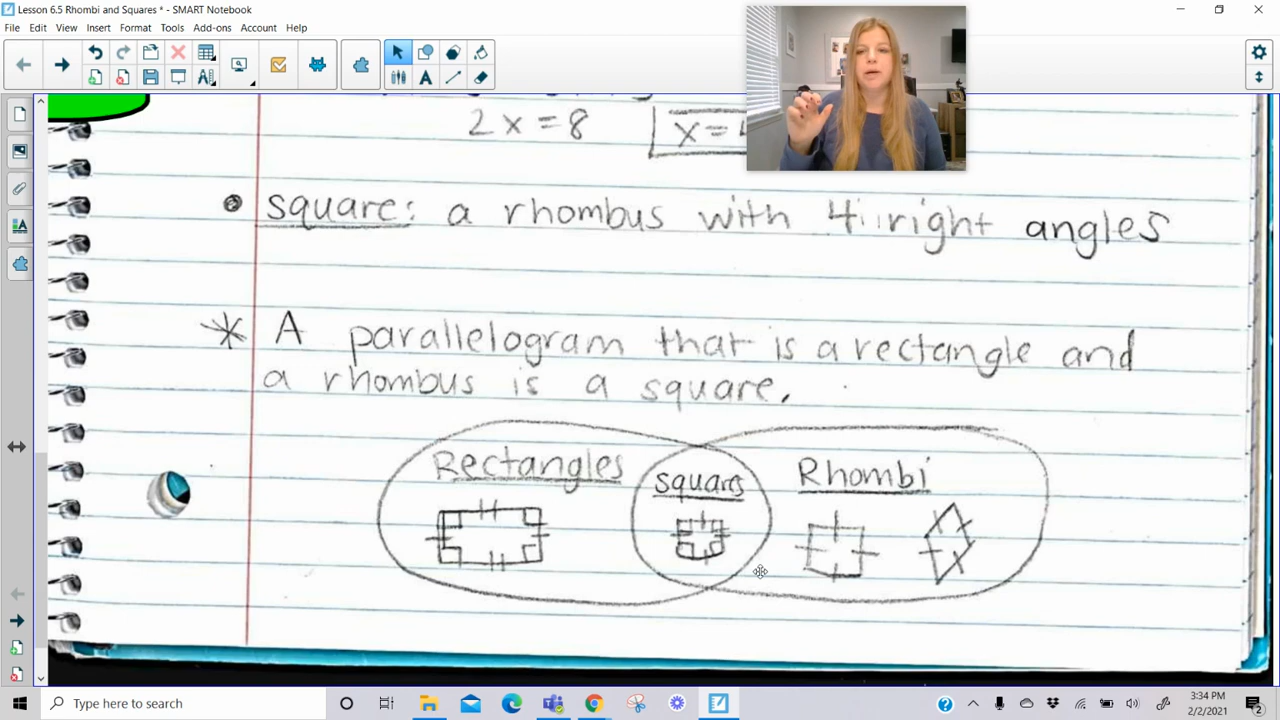 Lesson 6.5 Rhombi and Squares * - SMART Notebook
File Edit View Insert Format Tools Add-ons Account Help
2x = 8 x =
square: a rhombus with 4 right angles
* A parallelogram that is a rectangle and
a rhombus is a square.
Rectangles squares Rhombi
Type here to search
3:34 PM
2/2/2021
2